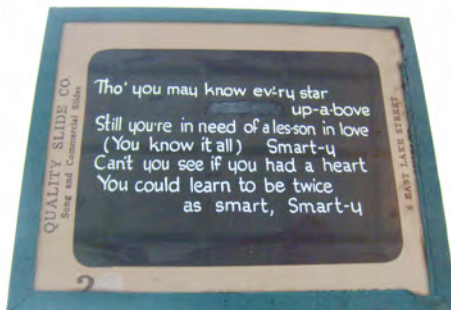 Tho' you may know ev'ry star
up-a-bove
Still you're in need of a les-son in love
(You know it all) Smart-y
Can't you see if you had a heart
You could learn to be twice
as smart, Smart-y
QUALITY SLIDE CO.
Song and Commercial Slides
6 EAST LAKE STREET
2